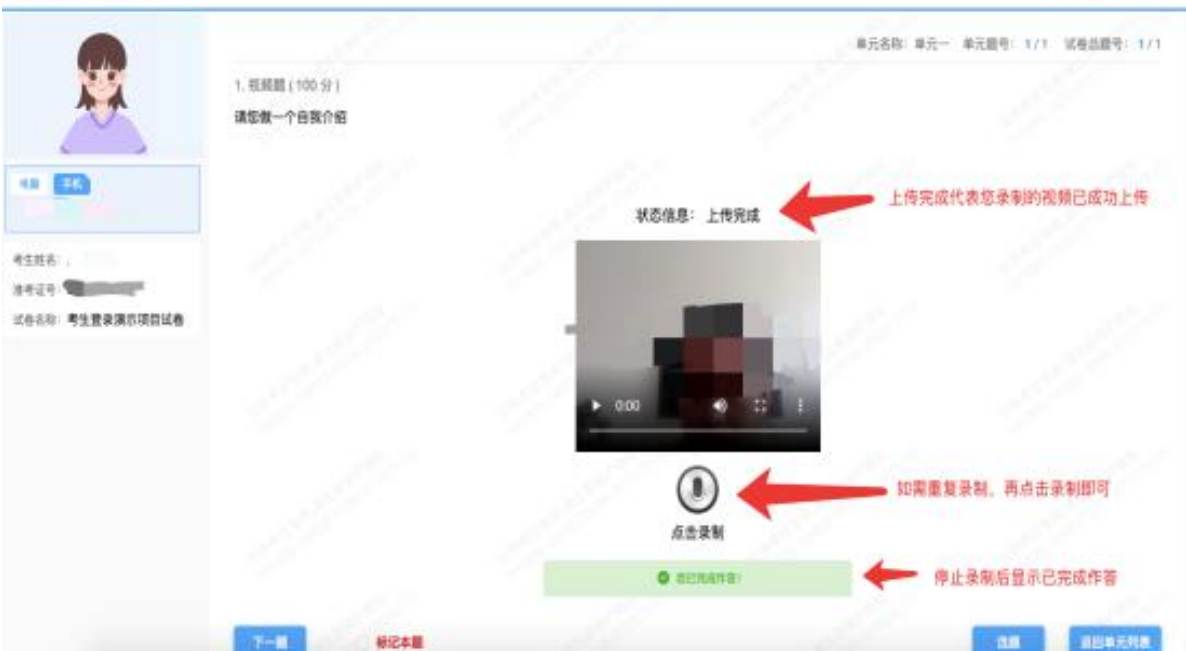 单元名称：单元一 单元题号：1/1 试卷总题号：1/1
1. 视频题 (100 分)
请您做一个自我介绍
电脑 手机
上传完成代表您录制的视频已成功上传
状态信息： 上传完成
考生姓名：
准考证号：
试卷名称：考生登录演示项目试卷
0:00
如需重复录制，再点击录制即可
点击录制
您已完成作答！
停止录制后显示已完成作答
下一题
标记本题
选题
返回单元列表